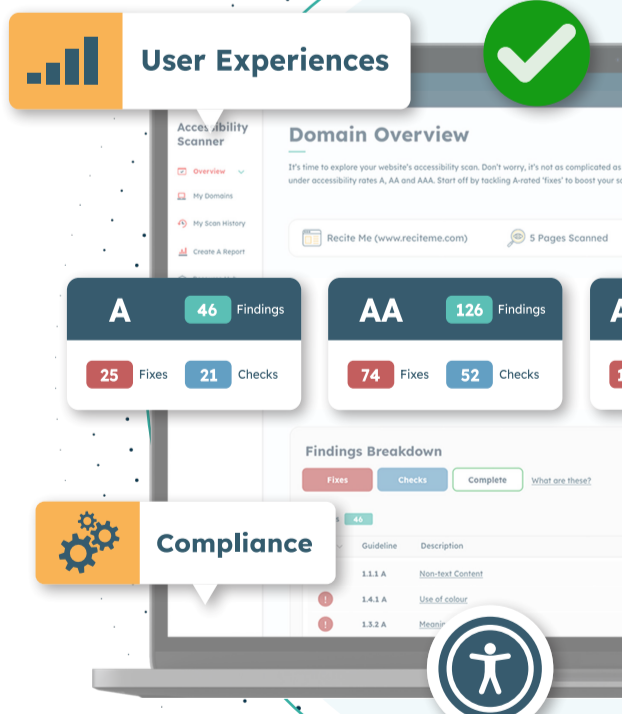 User Experiences
Accessibility
Scanner
Domain Overview
Overview
It's time to explore your website's accessibility scan. Don't worry, it's not as complicated as
under accessibility rates A, AA and AAA. Start off by tackling A-rated 'fixes' to boost your
My Domains
My Scan History
Recite Me (www.reciteme.com)
5 Pages Scanned
Create A Report
A
46 Findings
AA
126 Findings
25 Fixes
21 Checks
74 Fixes
52 Checks
Findings Breakdown
Fixes
Checks
Complete
What are these?
46
Guideline
Description
Compliance
1.1.1 A
Non-text Content
1.4.1 A
Use of colour
1.3.2 A